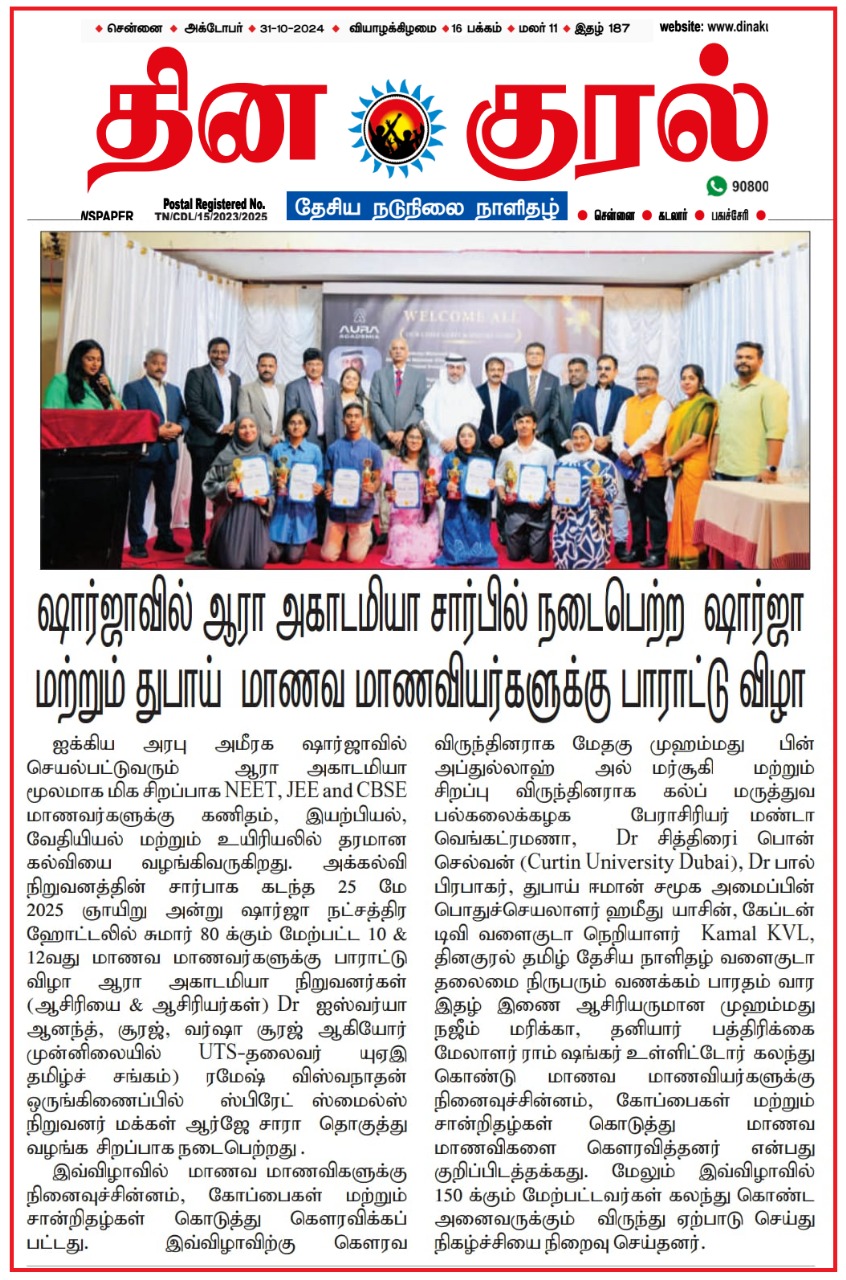 சென்னை ◆ அக்டோபர் ◆ 31-10-2024 ◆ வியாழக்கிழமை ◆ 16 பக்கம் ◆ மலர் 11 ◆ இதழ் 187
website: www.dinaku
தின குரல்
90800
WSPAPER
Postal Registered No.
TN/CDL/15/2023/2025
தேசிய நடுநிலை நாளிதழ்
● சென்னை ● கடலூர் ● புதுச்சேரி ●
WELCOME ALL
AURA
ACADEMIA
ஷார்ஜாவில் ஆரா அகாடமியா சார்பில் நடைபெற்ற ஷார்ஜா
மற்றும் துபாய் மாணவ மாணவியர்களுக்கு பாராட்டு விழா
ஐக்கிய அரபு அமீரக ஷார்ஜாவில்
செயல்பட்டுவரும் ஆரா அகாடமியா
மூலமாக மிக சிறப்பாக NEET, JEE and CBSE
மாணவர்களுக்கு கணிதம், இயற்பியல்,
வேதியியல் மற்றும் உயிரியலில் தரமான
கல்வியை வழங்கிவருகிறது. அக்கல்வி
நிறுவனத்தின் சார்பாக கடந்த 25 மே
2025 ஞாயிறு அன்று ஷார்ஜா நட்சத்திர
ஹோட்டலில் சுமார் 80 க்கும் மேற்பட்ட 10 &
12வது மாணவ மாணவர்களுக்கு பாராட்டு
விழா ஆரா அகாடமியா நிறுவனர்கள்
(ஆசிரியை & ஆசிரியர்கள்) Dr ஐஸ்வர்யா
ஆனந்த், சூரஜ், வர்ஷா சூரஜ் ஆகியோர்
முன்னிலையில் UTS-தலைவர் யுஏஇ
தமிழ்ச் சங்கம்) ரமேஷ் விஸ்வநாதன்
ஒருங்கிணைப்பில் ஸ்பிரேட் ஸ்மைல்ஸ்
நிறுவனர் மக்கள் ஆர்ஜே சாரா தொகுத்து
வழங்க சிறப்பாக நடைபெற்றது.
இவ்விழாவில் மாணவ மாணவிகளுக்கு
நினைவுச்சின்னம், கோப்பைகள் மற்றும்
சான்றிதழ்கள் கொடுத்து கௌரவிக்கப்
பட்டது. இவ்விழாவிற்கு கௌரவ
விருந்தினராக மேதகு முஹம்மது பின்
அப்துல்லாஹ் அல் மர்சூகி மற்றும்
சிறப்பு விருந்தினராக கல்ப் மருத்துவ
பல்கலைக்கழக பேராசிரியர் மண்டா
வெங்கட்ரமணா, Dr சித்திரைi பொன்
செல்வன் (Curtin University Dubai), Dr பால்
பிரபாகர், துபாய் ஈமான் சமூக அமைப்பின்
பொதுச்செயலாளர் ஹமீது யாசின், கேப்டன்
டிவி வளைகுடா நெறியாளர் Kamal KVL,
தினகுரல் தமிழ் தேசிய நாளிதழ் வளைகுடா
தலைமை நிருபரும் வணக்கம் பாரதம் வார
இதழ் இணை ஆசிரியருமான முஹம்மது
நஜீம் மரிக்கா, தனியார் பத்திரிக்கை
மேலாளர் ராம் ஷங்கர் உள்ளிட்டோர் கலந்து
கொண்டு மாணவ மாணவியர்களுக்கு
நினைவுச்சின்னம், கோப்பைகள் மற்றும்
சான்றிதழ்கள் கொடுத்து மாணவ
மாணவிகளை கௌரவித்தனர் என்பது
குறிப்பிடத்தக்கது. மேலும் இவ்விழாவில்
150 க்கும் மேற்பட்டவர்கள் கலந்து கொண்ட
அனைவருக்கும் விருந்து ஏற்பாடு செய்து
நிகழ்ச்சியை நிறைவு செய்தனர்.